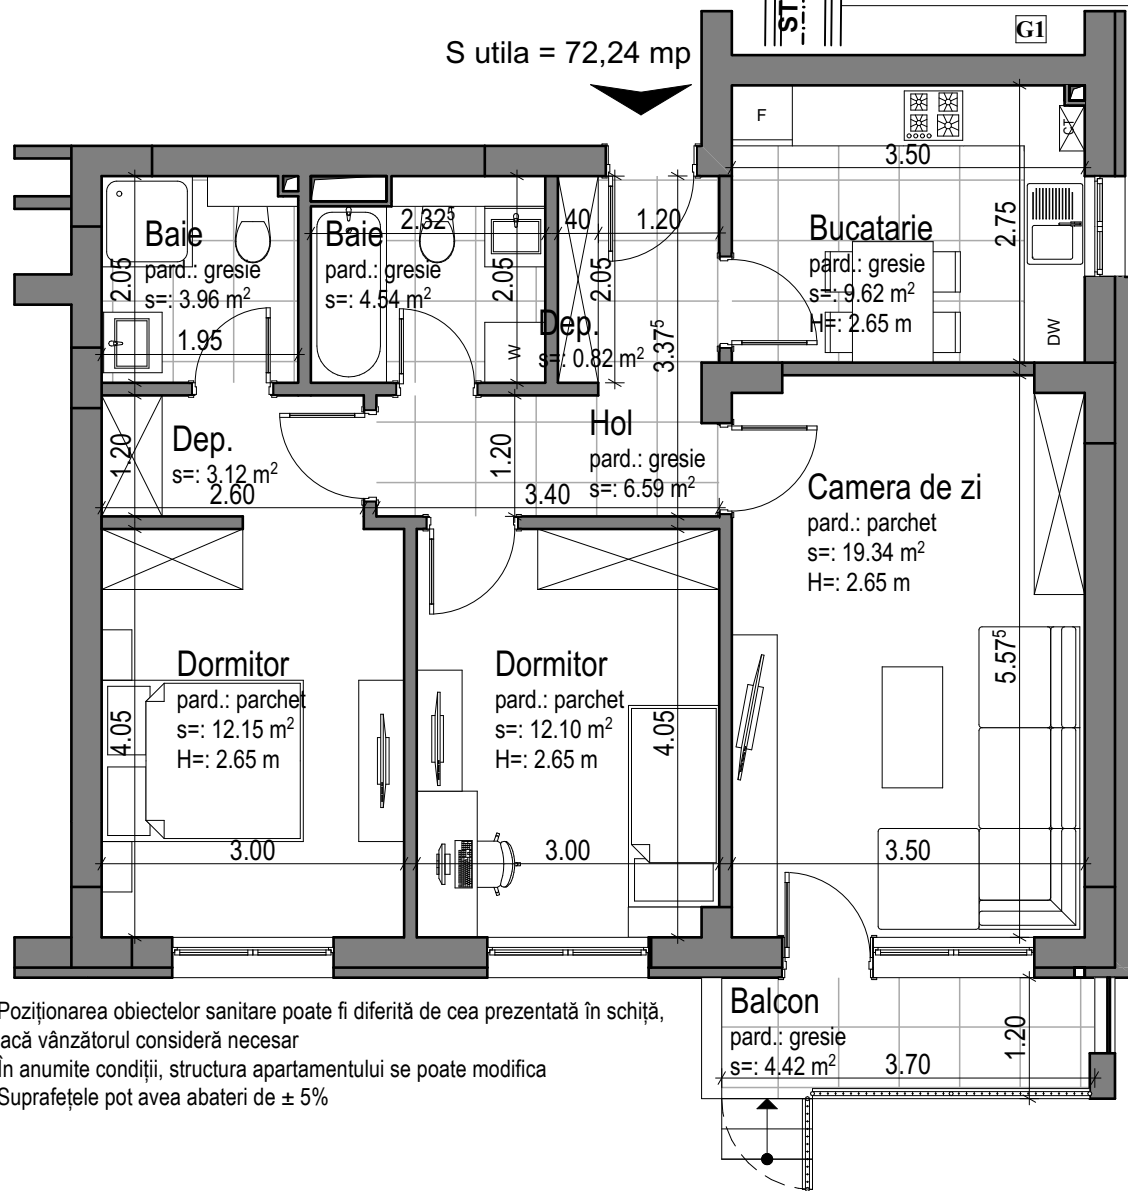 ST
G1
S utila = 72,24 mp
F
CT
3.50
2.75
Bucatarie
pard.: gresie
s=: 9.62 m²
H=: 2.65 m
DW
Baie
pard.: gresie
s=: 3.96 m²
2.05
1.95
Baie
pard.: gresie
s=: 4.54 m²
2.32⁵
2.05
W
40
1.20
2.05
Dep.
s=: 0.82 m²
3.37⁵
Dep.
s=: 3.12 m²
1.20
2.60
Hol
pard.: gresie
s=: 6.59 m²
1.20
3.40
Camera de zi
pard.: parchet
s=: 19.34 m²
H=: 2.65 m
5.57⁵
3.50
Dormitor
pard.: parchet
s=: 12.15 m²
H=: 2.65 m
4.05
3.00
Dormitor
pard.: parchet
s=: 12.10 m²
H=: 2.65 m
4.05
3.00
Balcon
pard.: gresie
s=: 4.42 m²
3.70
1.20
Poziționarea obiectelor sanitare poate fi diferită de cea prezentată în schiță,
acă vânzătorul consideră necesar
În anumite condiții, structura apartamentului se poate modifica
Suprafețele pot avea abateri de ± 5%